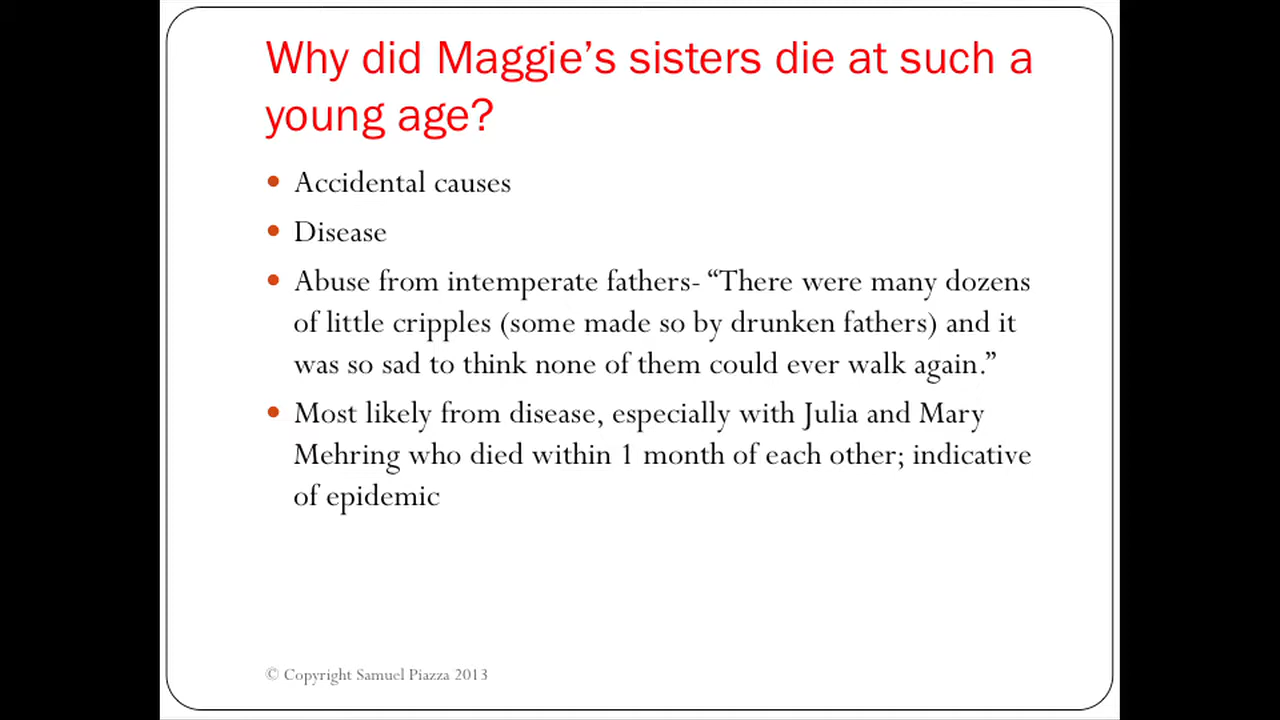 Why did Maggie’s sisters die at such a
young age?
• Accidental causes
• Disease
• Abuse from intemperate fathers- “There were many dozens
of little cripples (some made so by drunken fathers) and it
was so sad to think none of them could ever walk again.”
• Most likely from disease, especially with Julia and Mary
Mehring who died within 1 month of each other; indicative
of epidemic
© Copyright Samuel Piazza 2013